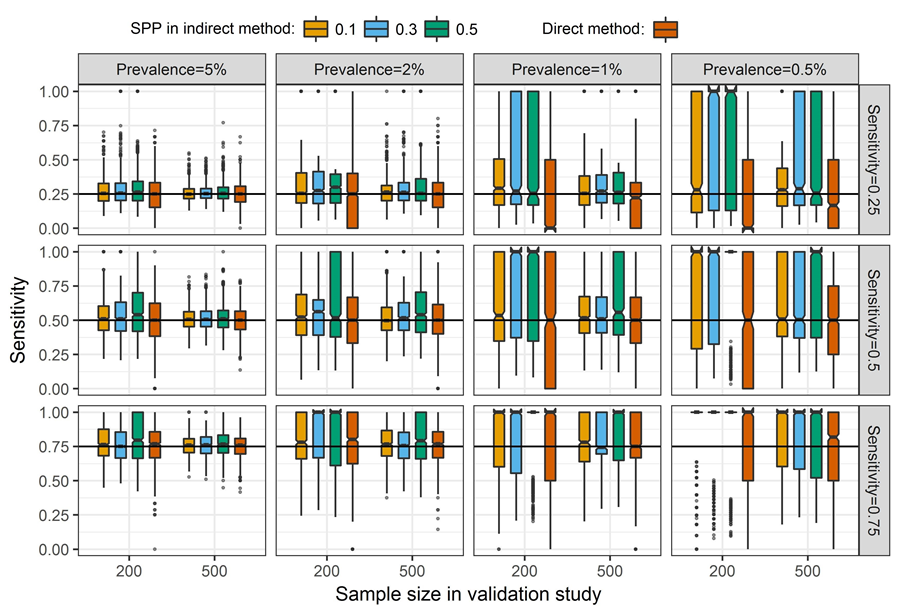 SPP in indirect method: 0.1 0.3 0.5 Direct method:
Prevalence=5% Prevalence=2% Prevalence=1% Prevalence=0.5%
1.00
0.75
0.50
0.25
0.00
Sensitivity=0.25
1.00
0.75
0.50
0.25
0.00
Sensitivity=0.5
1.00
0.75
0.50
0.25
0.00
Sensitivity=0.75
Sensitivity
200 500 200 500 200 500 200 500
Sample size in validation study